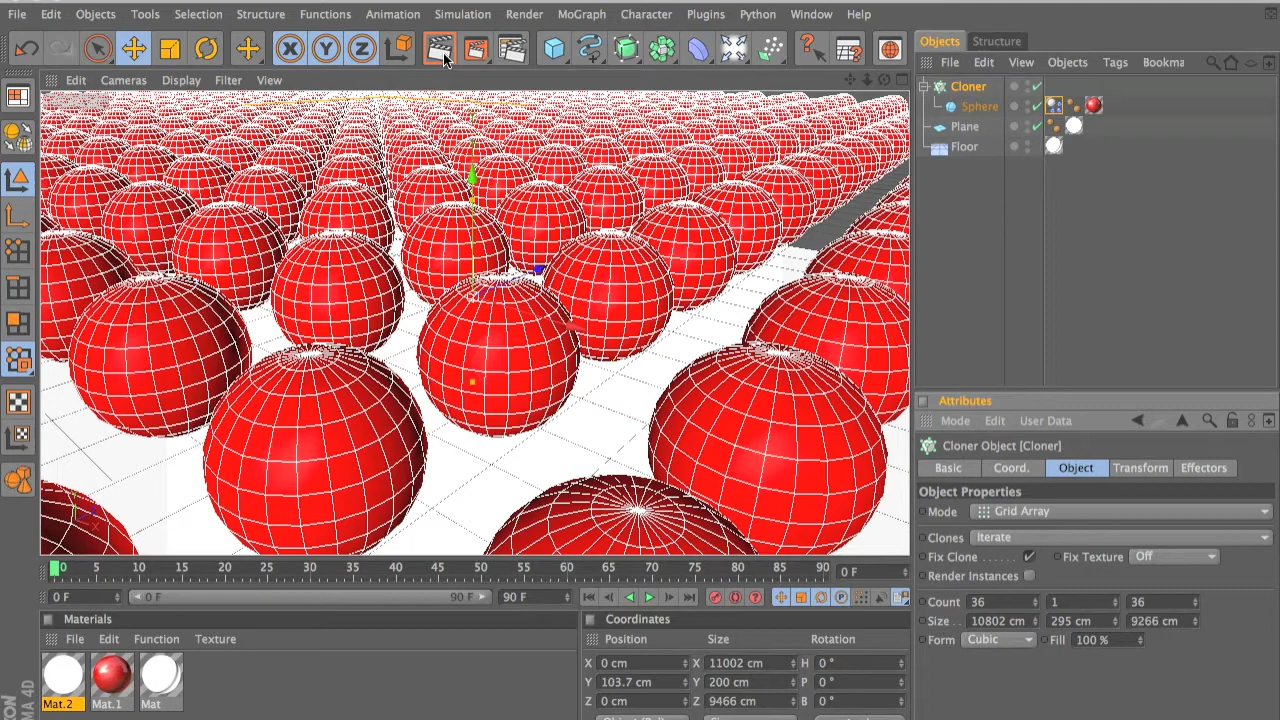 File Edit Objects Tools Selection Structure Functions Animation Simulation Render MoGraph Character Plugins Python Window Help
X Y Z
Objects Structure
File Edit View Objects Tags Bookma
Edit Cameras Display Filter View
Cloner
Sphere
Plane
Floor
Attributes
Mode Edit User Data
Cloner Object [Cloner]
Basic Coord. Object Transform Effectors
Object Properties
Mode Grid Array
Clones Iterate
Fix Clone . . . . . . Fix Texture Off
Render Instances
Count 36 1 36
Size . . 10802 cm 295 cm 9266 cm
Form Cubic Fill 100 %
0 5 10 15 20 25 30 35 40 45 50 55 60 65 70 75 80 85 90 0 F
0 F 0 F 90 F 90 F
Materials
File Edit Function Texture
Mat.2 Mat.1 Mat
Coordinates
Position Size Rotation
X 0 cm X 11002 cm H 0 °
Y 103.7 cm Y 200 cm P 0 °
Z 0 cm Z 9466 cm B 0 °